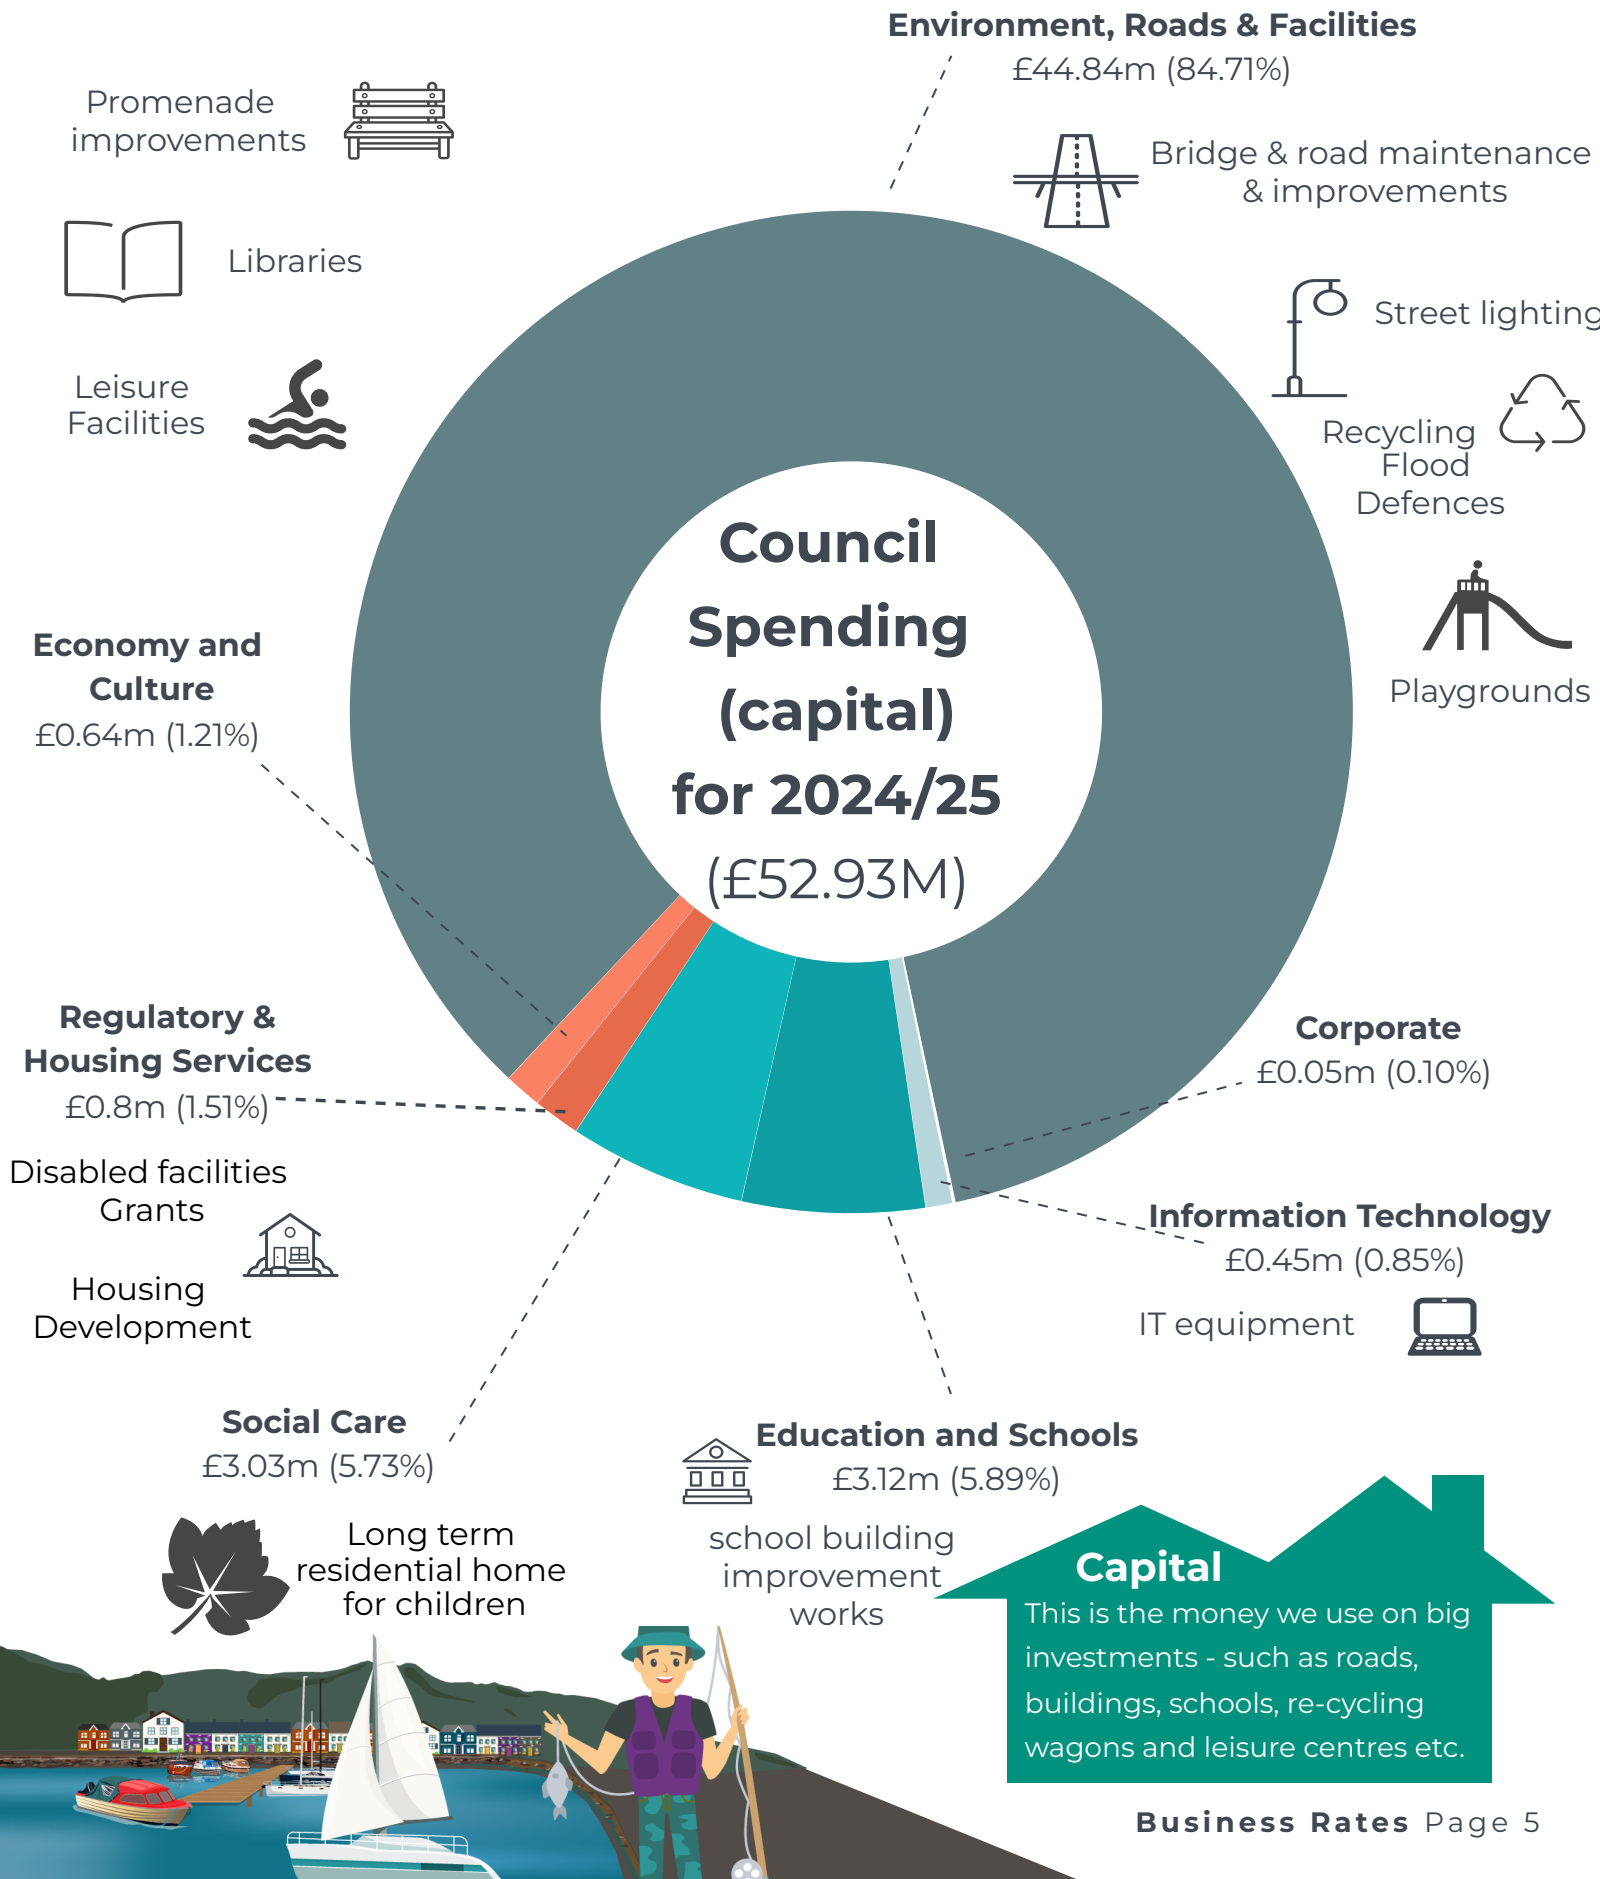 Environment, Roads & Facilities
£44.84m (84.71%)
Promenade
improvements
Bridge & road maintenance
& improvements
Libraries
Street lighting
Leisure
Facilities
Recycling
Flood
Defences
Playgrounds
Council
Spending
(capital)
for 2024/25
(£52.93M)
Economy and
Culture
£0.64m (1.21%)
Regulatory &
Housing Services
£0.8m (1.51%)
Disabled facilities
Grants
Housing
Development
Corporate
£0.05m (0.10%)
Information Technology
£0.45m (0.85%)
IT equipment
Social Care
£3.03m (5.73%)
Long term
residential home
for children
Education and Schools
£3.12m (5.89%)
school building
improvement
works
Capital
This is the money we use on big
investments - such as roads,
buildings, schools, re-cycling
wagons and leisure centres etc.
Business Rates Page 5